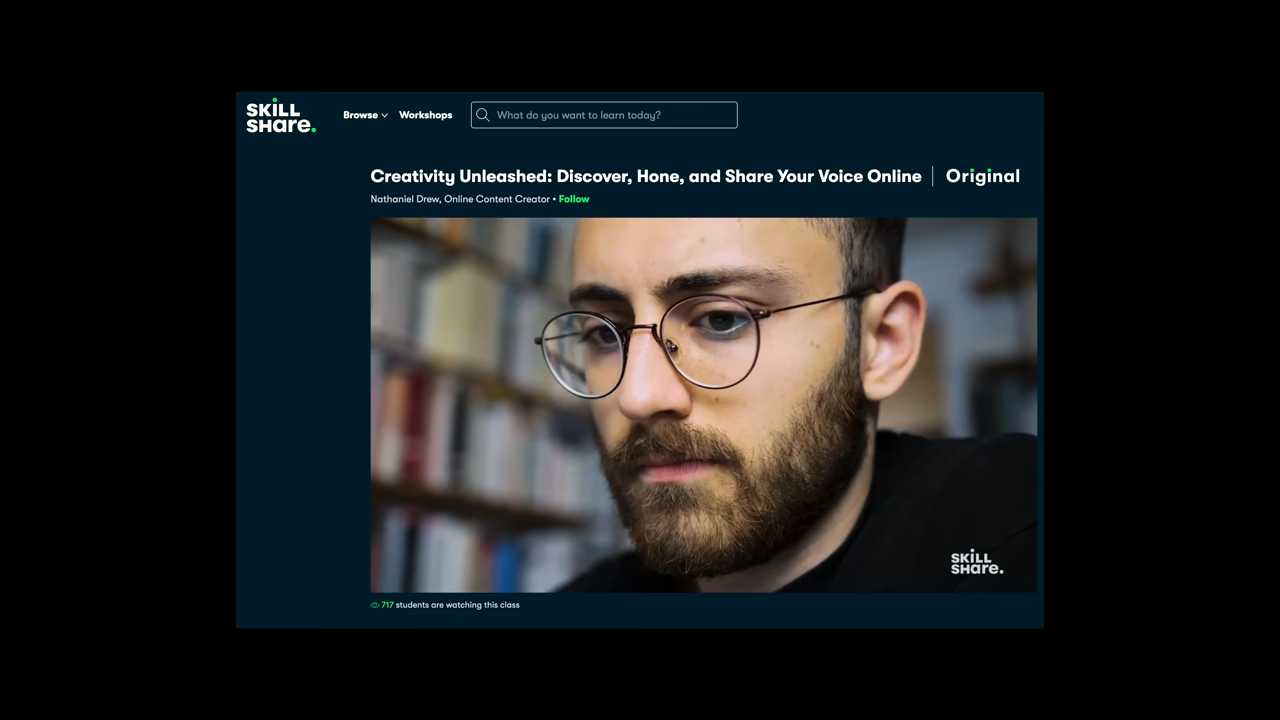 SKILL
SHare.
Browse
Workshops
What do you want to learn today?
Creativity Unleashed: Discover, Hone, and Share Your Voice Online | Original
Nathaniel Drew, Online Content Creator • Follow
SKILL
SHare.
717 students are watching this class